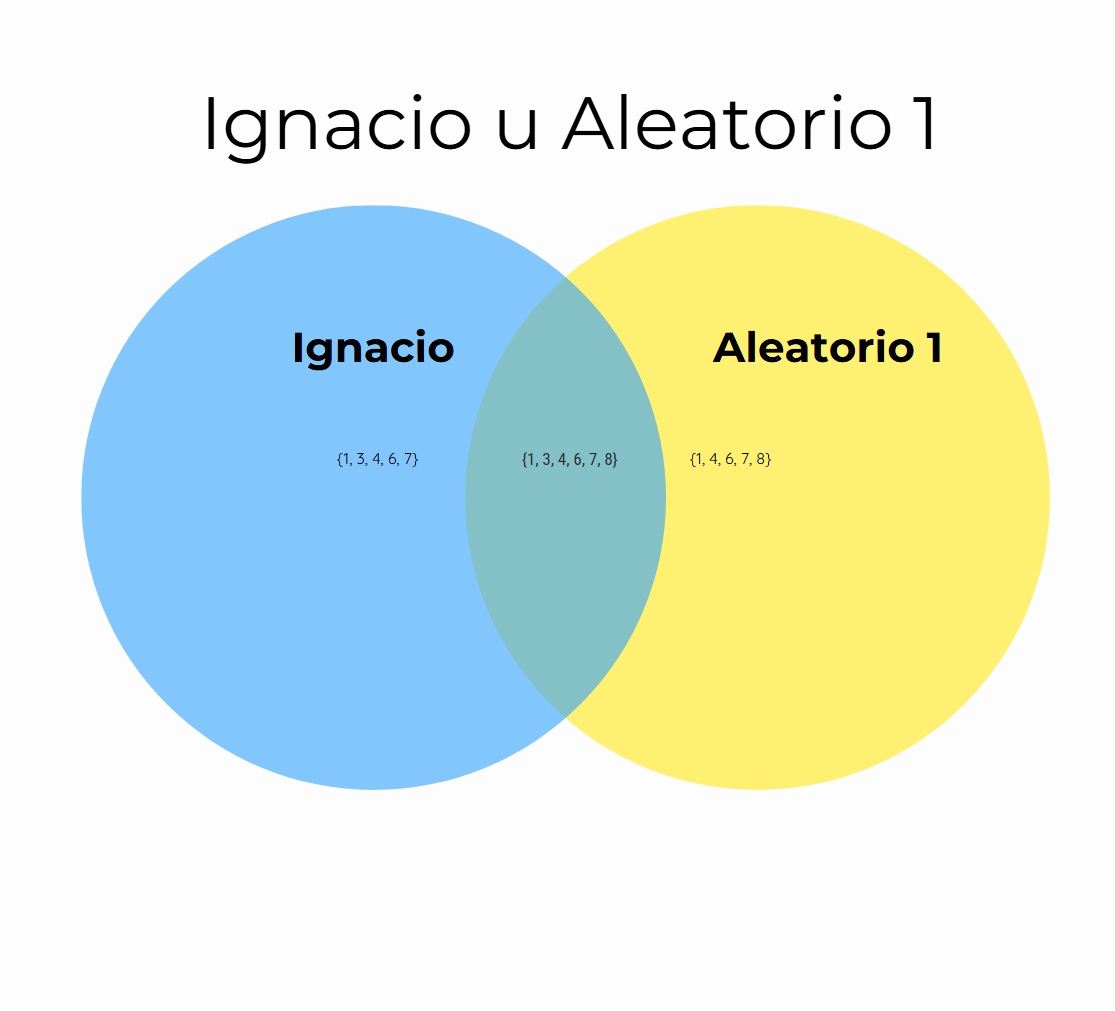 Ignacio u Aleatorio 1
Ignacio
Aleatorio 1
{1, 3, 4, 6, 7}
{1, 3, 4, 6, 7, 8}
{1, 4, 6, 7, 8}